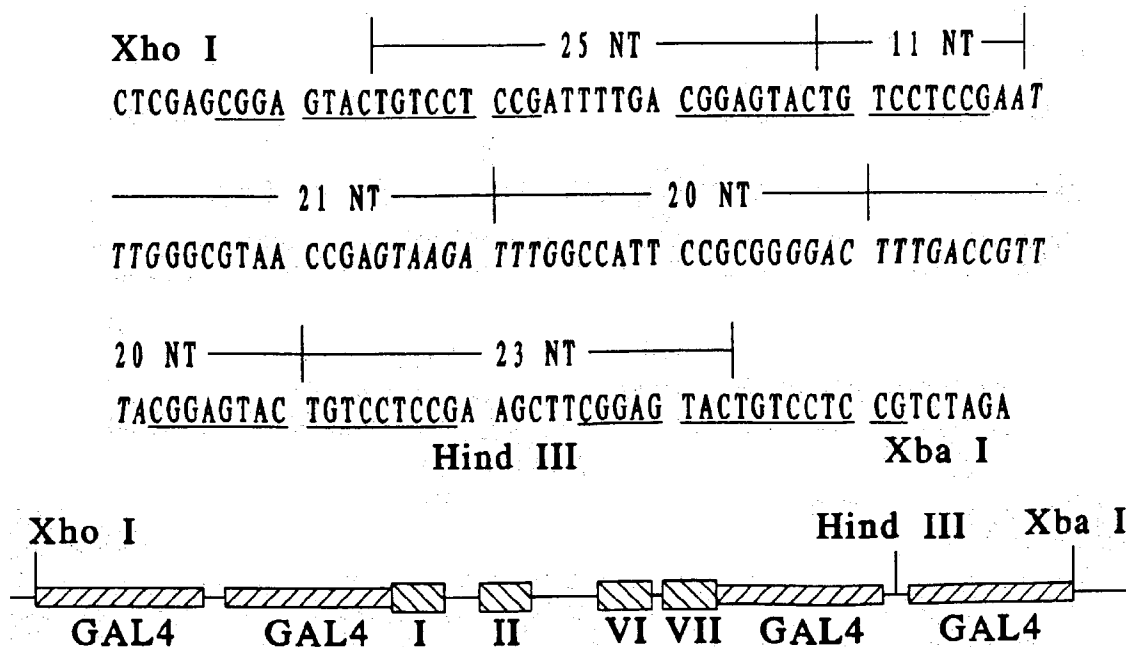 Xho I 25 NT 11 NT
CTCGAGCGGA GTACTGTCCT CCGATTTTGA CGGAGTACTG TCCTCCGAAT
21 NT 20 NT
TTGGGCGTAA CCGAGTAAGA TTTGGCCATT CCGCGGGGAC TTTGACCGTT
20 NT 23 NT
TACGGAGTAC TGTCCTCCGA AGCTTCGGAG TACTGTCCTC CGTCTAGA
Hind III Xba I
Xho I Hind III Xba I
GAL4 GAL4 I II VI VII GAL4 GAL4